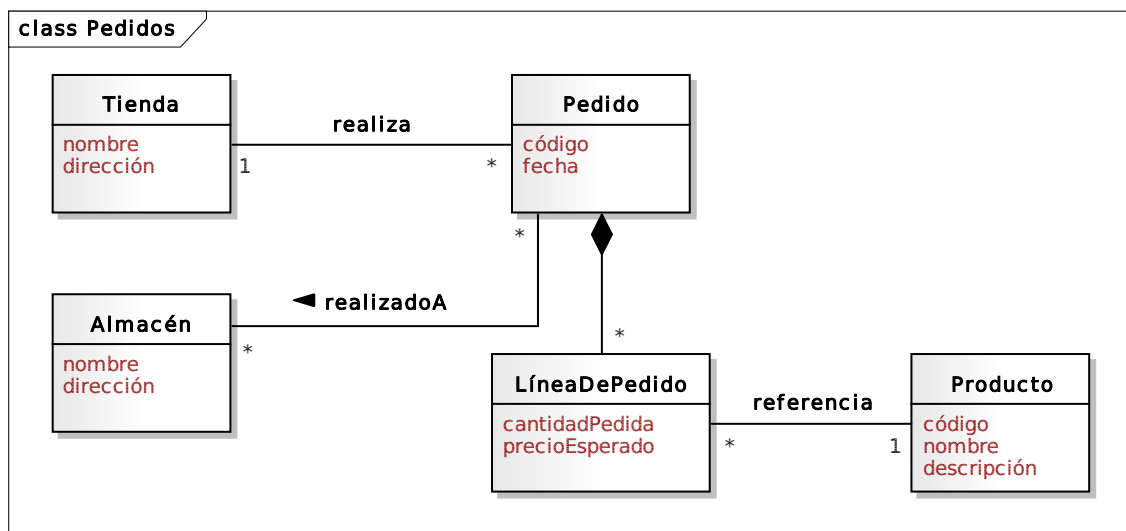 class Pedidos
Tienda
nombre
dirección
realiza
1
*
Pedido
código
fecha
*
realizadoA
*
Almacén
nombre
dirección
*
LíneaDePedido
cantidadPedida
precioEsperado
referencia
*
1
Producto
código
nombre
descripción